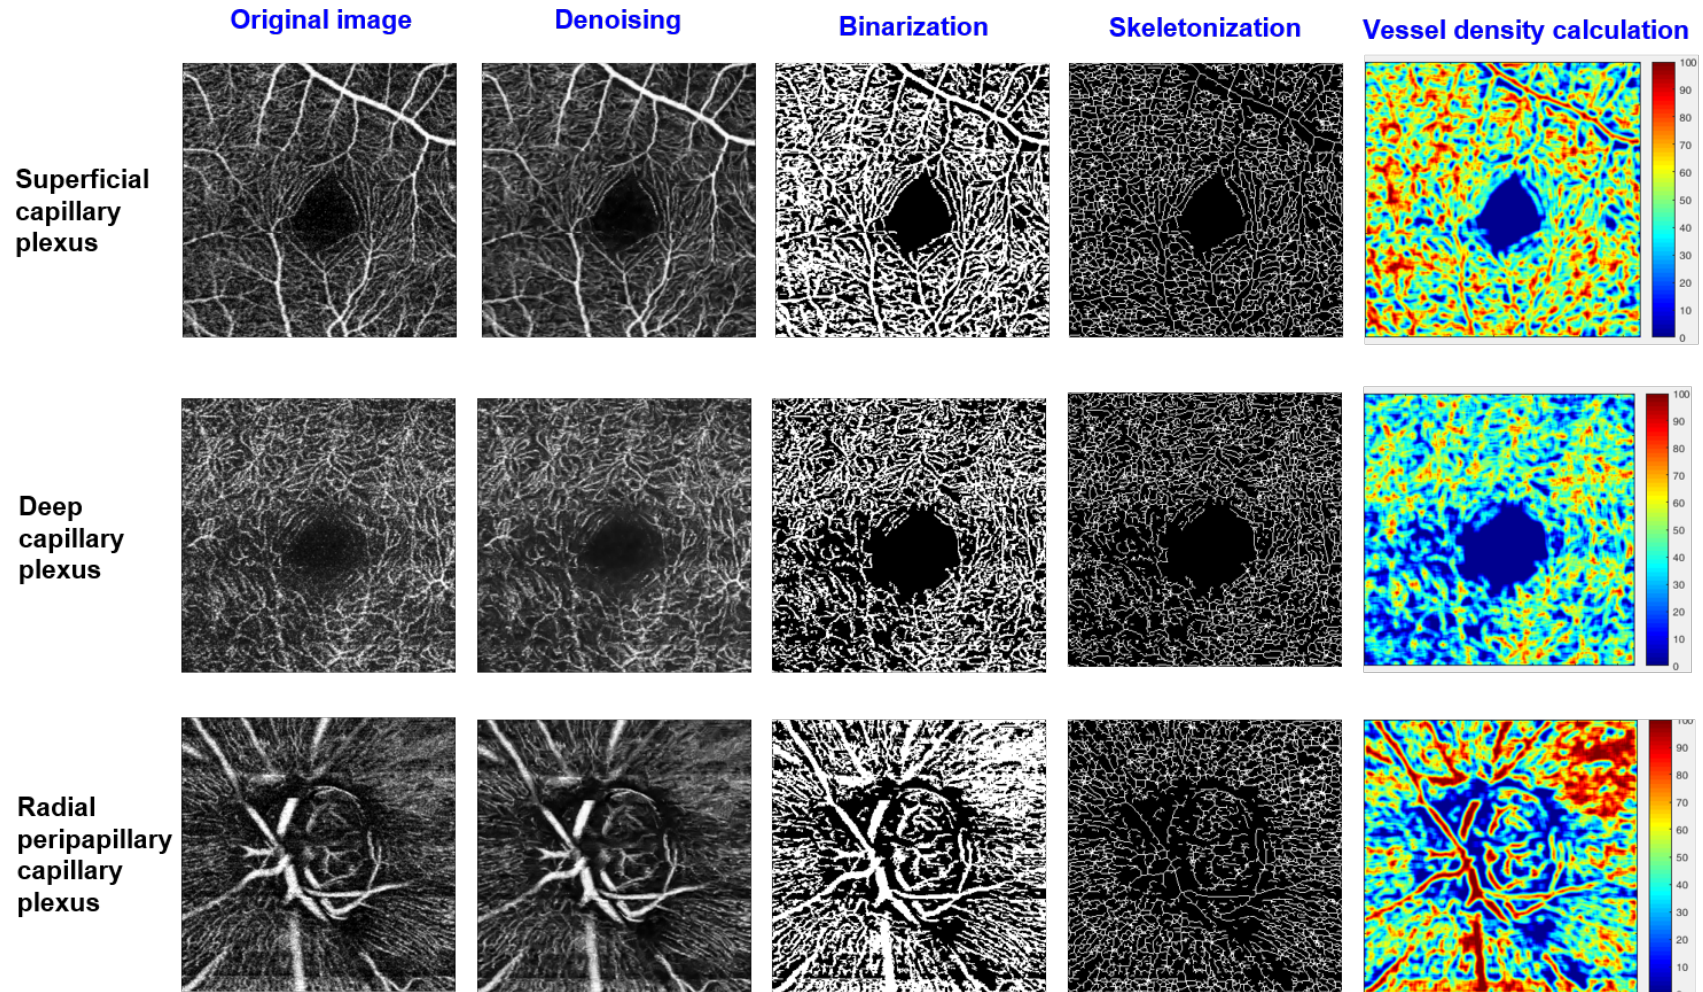 Original image
Denoising
Binarization
Skeletonization
Vessel density calculation
Superficial
capillary
plexus
100
90
80
70
60
50
40
30
20
10
0
Deep
capillary
plexus
100
90
80
70
60
50
40
30
20
10
0
Radial
peripapillary
capillary
plexus
100
90
80
70
60
50
40
30
20
10
0